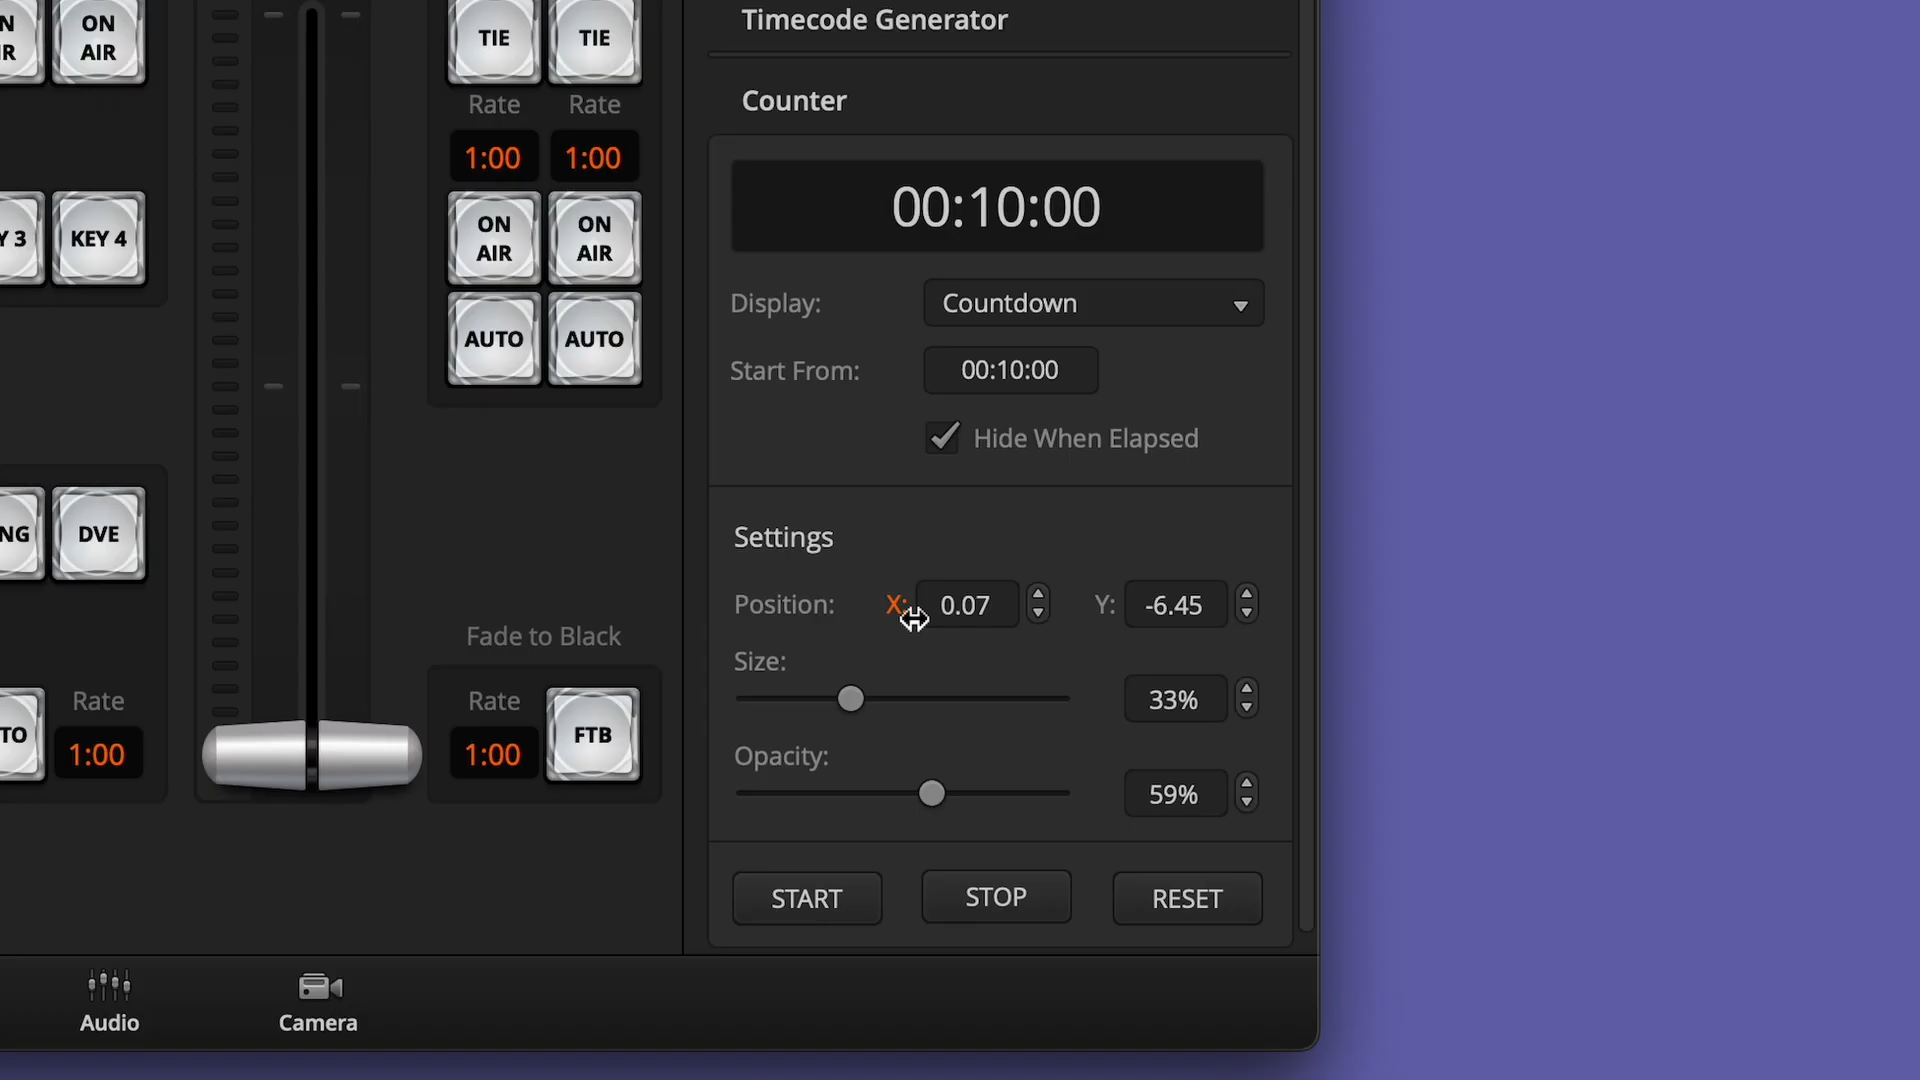 ON
AIR
TIE
TIE
Rate
Rate
1:00
1:00
KEY 4
ON
AIR
ON
AIR
AUTO
AUTO
DVE
Fade to Black
Rate
1:00
Rate
1:00
FTB
Timecode Generator
Counter
00:10:00
Display: Countdown
Start From: 00:10:00
Hide When Elapsed
Settings
Position: X: 0.07 Y: -6.45
Size:
33%
Opacity:
59%
START STOP RESET
Audio
Camera